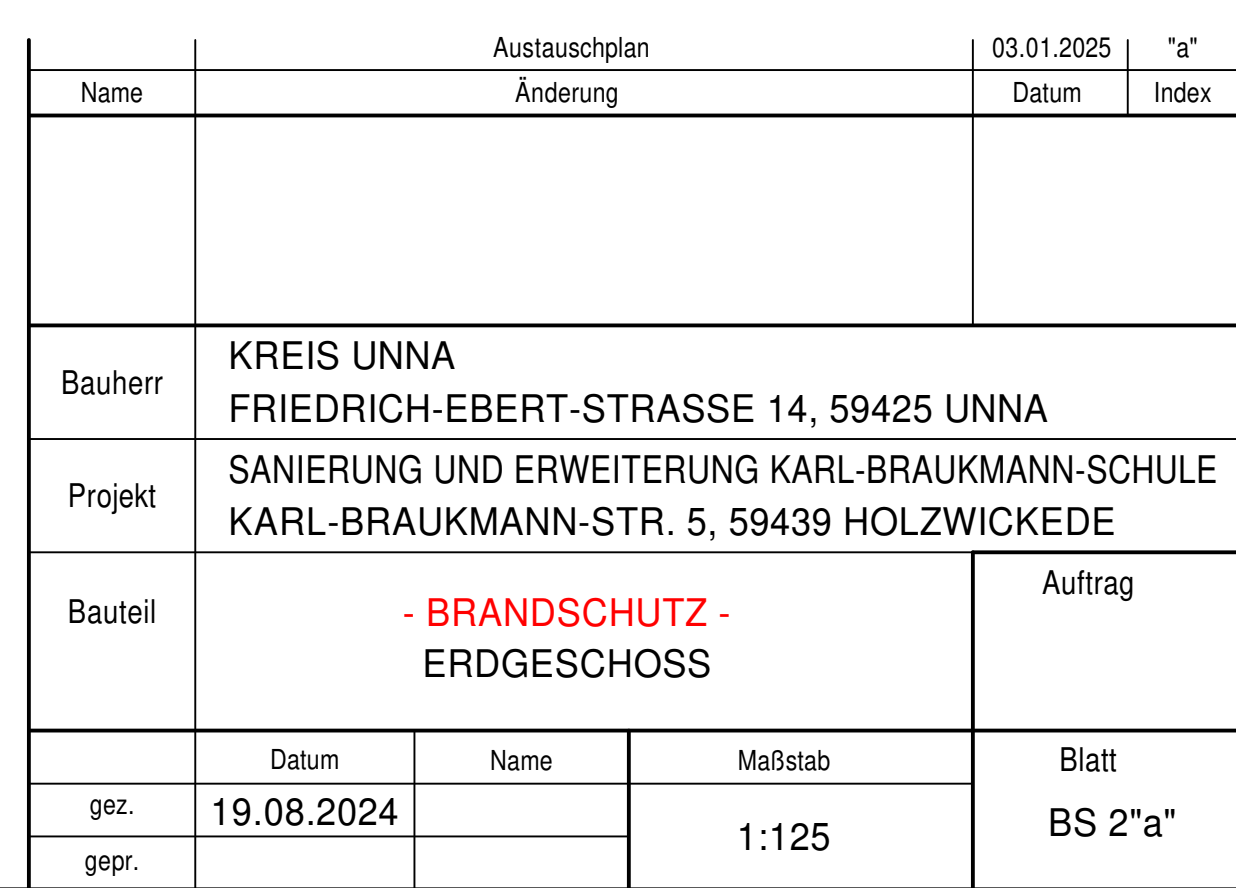 Austauschplan 03.01.2025 "a"
Name Änderung Datum Index
Bauherr
KREIS UNNA
FRIEDRICH-EBERT-STRASSE 14, 59425 UNNA
Projekt
SANIERUNG UND ERWEITERUNG KARL-BRAUKMANN-SCHULE
KARL-BRAUKMANN-STR. 5, 59439 HOLZWICKEDE
Bauteil
- BRANDSCHUTZ -
ERDGESCHOSS
Auftrag
Datum Name Maßstab Blatt
gez. 19.08.2024
1:125 BS 2"a"
gepr.